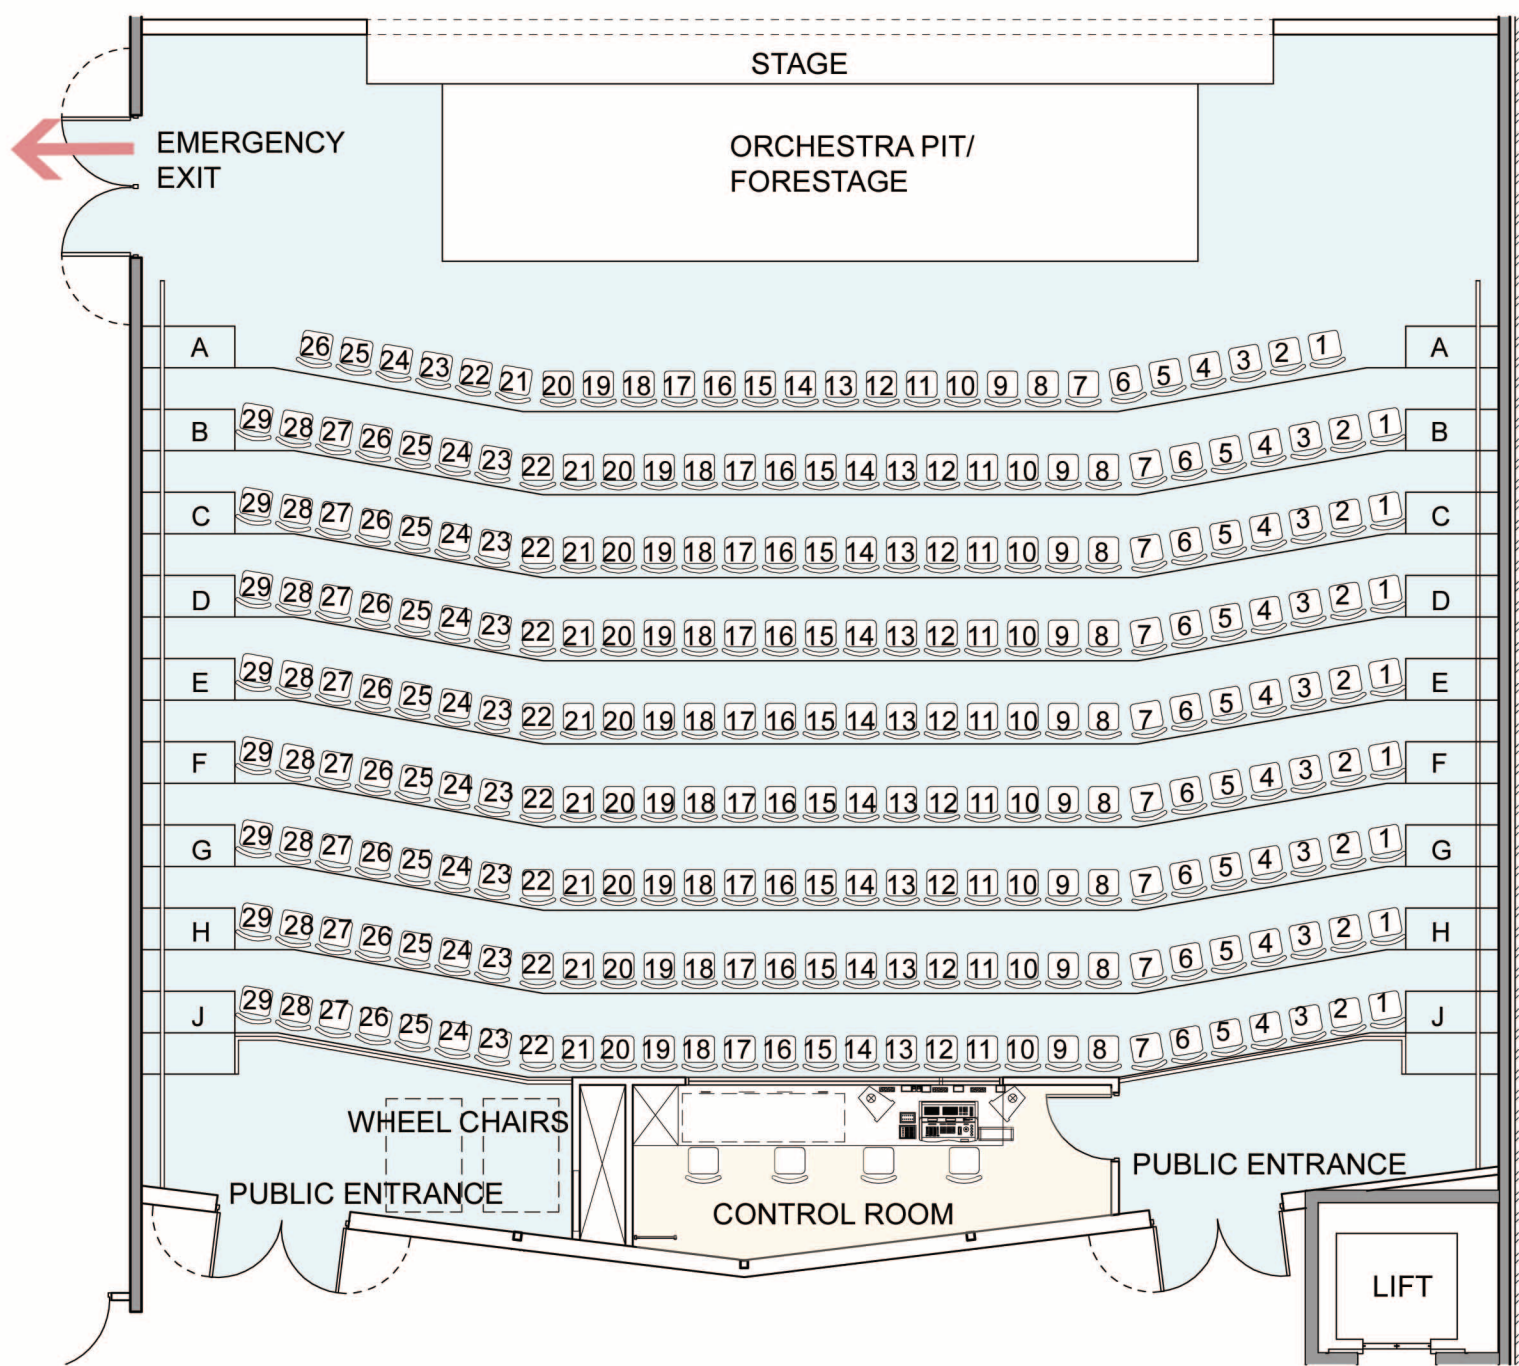 STAGE
EMERGENCY
EXIT
ORCHESTRA PIT/
FORESTAGE
A 26 25 24 23 22 21 20 19 18 17 16 15 14 13 12 11 10 9 8 7 6 5 4 3 2 1 A
B 29 28 27 26 25 24 23 22 21 20 19 18 17 16 15 14 13 12 11 10 9 8 7 6 5 4 3 2 1 B
C 29 28 27 26 25 24 23 22 21 20 19 18 17 16 15 14 13 12 11 10 9 8 7 6 5 4 3 2 1 C
D 29 28 27 26 25 24 23 22 21 20 19 18 17 16 15 14 13 12 11 10 9 8 7 6 5 4 3 2 1 D
E 29 28 27 26 25 24 23 22 21 20 19 18 17 16 15 14 13 12 11 10 9 8 7 6 5 4 3 2 1 E
F 29 28 27 26 25 24 23 22 21 20 19 18 17 16 15 14 13 12 11 10 9 8 7 6 5 4 3 2 1 F
G 29 28 27 26 25 24 23 22 21 20 19 18 17 16 15 14 13 12 11 10 9 8 7 6 5 4 3 2 1 G
H 29 28 27 26 25 24 23 22 21 20 19 18 17 16 15 14 13 12 11 10 9 8 7 6 5 4 3 2 1 H
J 29 28 27 26 25 24 23 22 21 20 19 18 17 16 15 14 13 12 11 10 9 8 7 6 5 4 3 2 1 J
WHEEL CHAIRS
PUBLIC ENTRANCE
PUBLIC ENTRANCE
CONTROL ROOM
LIFT